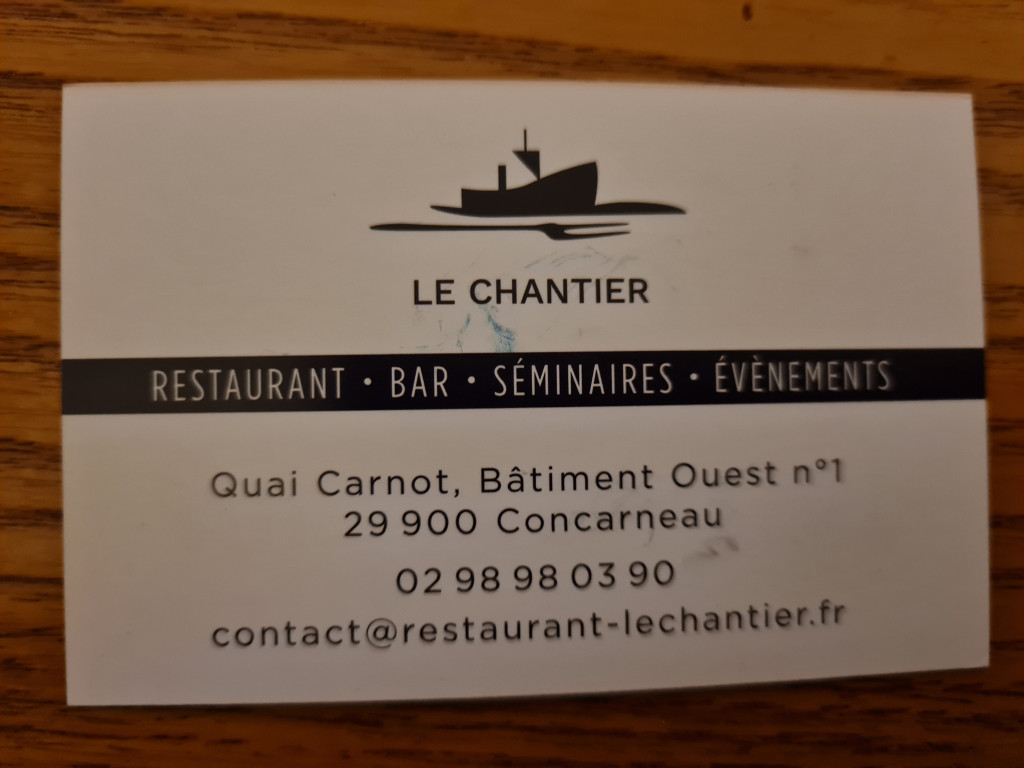 LE CHANTIER
RESTAURANT • BAR • SÉMINAIRES • ÉVÈNEMENTS
Quai Carnot, Bâtiment Ouest n°1
29 900 Concarneau
02 98 98 03 90
contact@restaurant-lechantier.fr